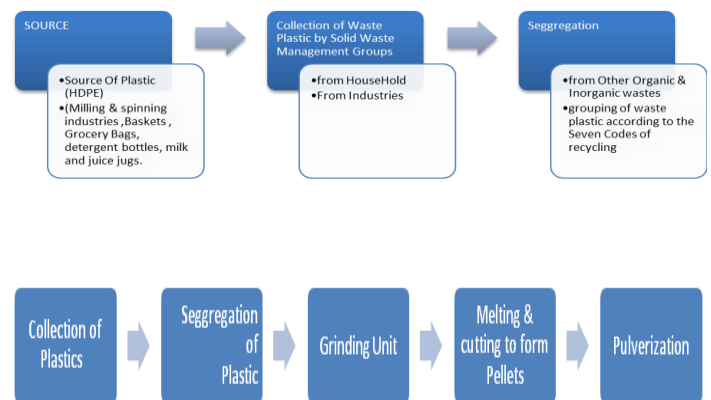 SOURCE
•Source Of Plastic
(HDPE)
•(Milling & spinning
industries ,Baskets ,
Grocery Bags,
detergent bottles, milk
and juice jugs.
Collection of Waste
Plastic by Solid Waste
Management Groups
•from HouseHold
•From Industries
Seggregation
•from Other Organic &
Inorganic wastes
•grouping of waste
plastic according to the
Seven Codes of
recycling
Collection of
Plastics
Seggregation
of
Plastic
Grinding Unit
Melting &
cutting to form
Pellets
Pulverization